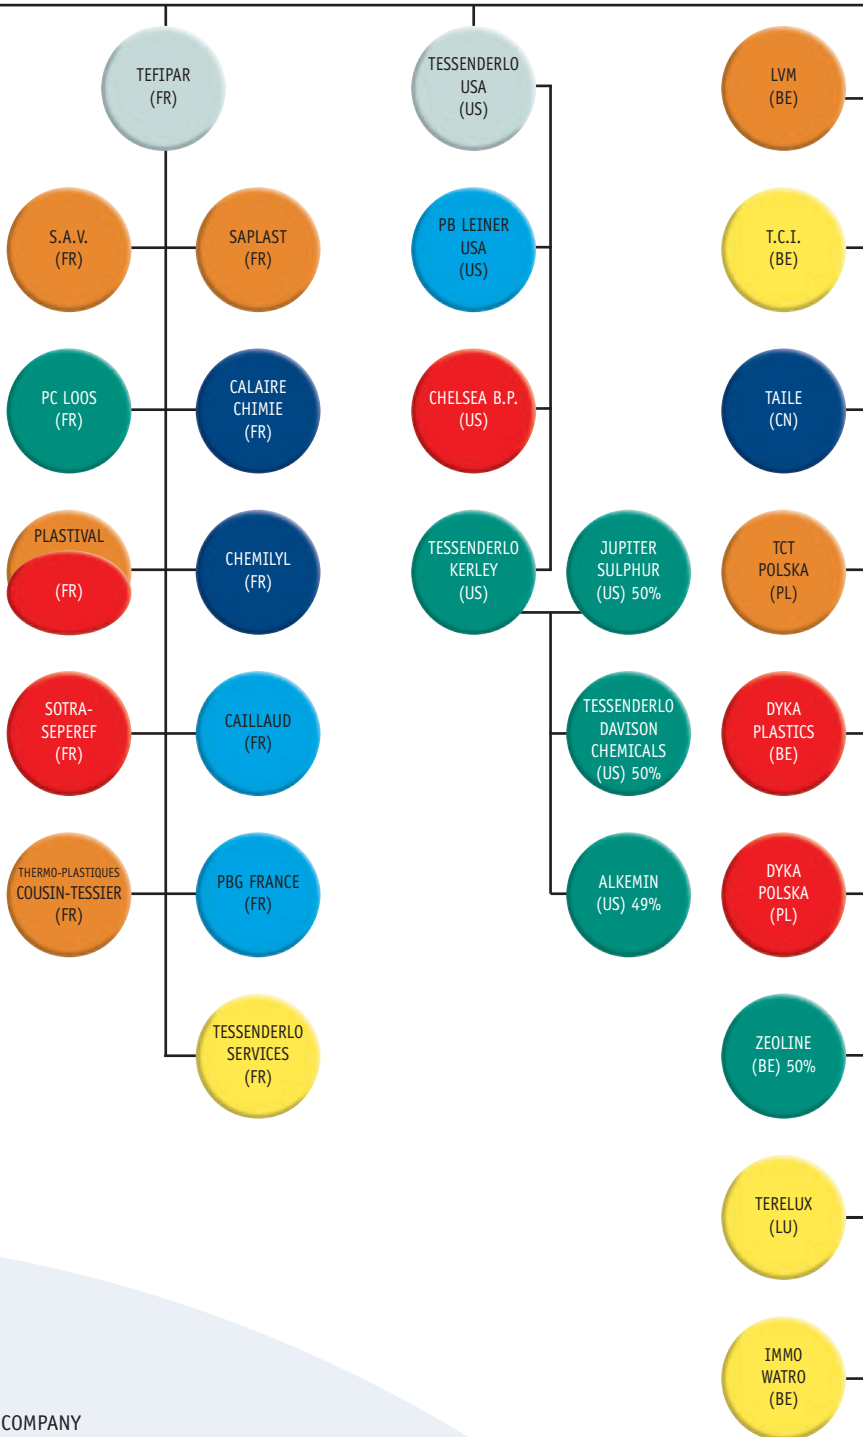 TEFIPAR
(FR)
S.A.V.
(FR)
SAPLAST
(FR)
PC LOOS
(FR)
CALAIRE
CHIMIE
(FR)
PLASTIVAL
(FR)
CHEMILYL
(FR)
SOTRA-
SEPEREF
(FR)
CAILLAUD
(FR)
THERMO-PLASTIQUES
COUSIN-TESSIER
(FR)
PBG FRANCE
(FR)
TESSENDERLO
SERVICES
(FR)
TESSENDERLO
USA
(US)
PB LEINER
USA
(US)
CHELSEA B.P.
(US)
TESSENDERLO
KERLEY
(US)
JUPITER
SULPHUR
(US) 50%
TESSENDERLO
DAVISON
CHEMICALS
(US) 50%
ALKEMIN
(US) 49%
LVM
(BE)
T.C.I.
(BE)
TAILE
(CN)
TCT
POLSKA
(PL)
DYKA
PLASTICS
(BE)
DYKA
POLSKA
(PL)
ZEOLINE
(BE) 50%
TERELUX
(LU)
IMMO
WATRO
(BE)
COMPANY